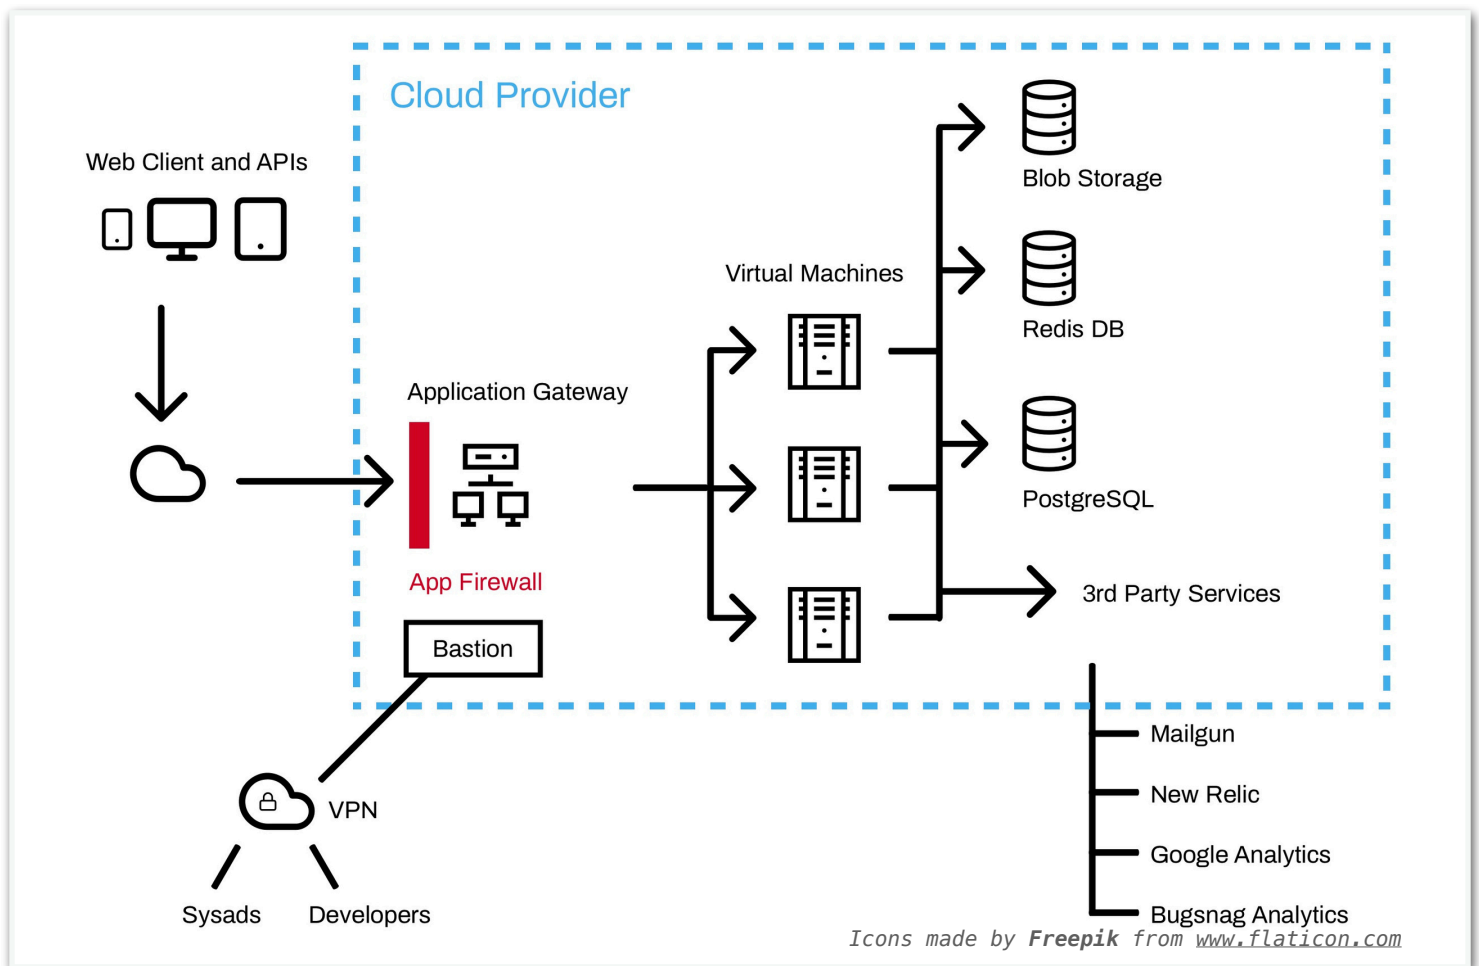 Cloud Provider
Web Client and APIs
Blob Storage
Virtual Machines
Redis DB
Application Gateway
PostgreSQL
App Firewall
3rd Party Services
Bastion
Mailgun
New Relic
VPN
Google Analytics
Sysads
Developers
Bugsnag Analytics
Icons made by Freepik from www.flaticon.com